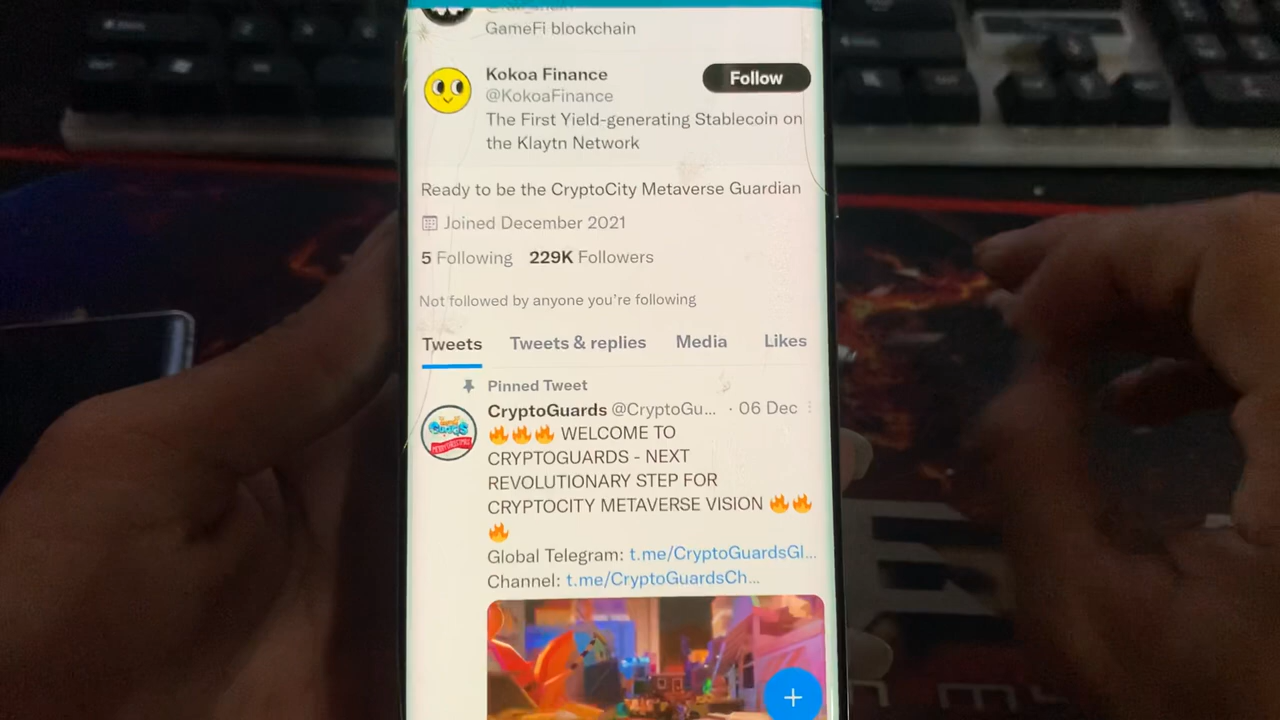 GameFi blockchain
Kokoa Finance
Follow
@KokoaFinance
The First Yield-generating Stablecoin on
the Klaytn Network
Ready to be the CryptoCity Metaverse Guardian
Joined December 2021
5 Following 229K Followers
Not followed by anyone you're following
Tweets Tweets & replies Media Likes
Pinned Tweet
CryptoGuards @CryptoGu... · 06 Dec
🔥🔥🔥 WELCOME TO
CRYPTOGUARDS - NEXT
REVOLUTIONARY STEP FOR
CRYPTOCITY METAVERSE VISION 🔥🔥
🔥
Global Telegram: t.me/CryptoGuardsGl...
Channel: t.me/CryptoGuardsCh...